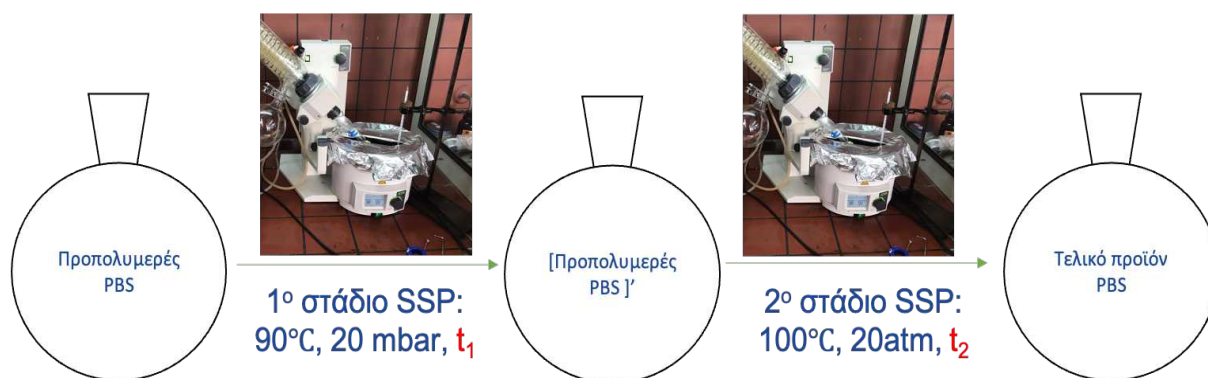 Προπολυμερές
PBS
1ο στάδιο SSP:
90℃, 20 mbar, t1
[Προπολυμερές
PBS ]’
2ο στάδιο SSP:
100℃, 20atm, t2
Τελικό προϊόν
PBS